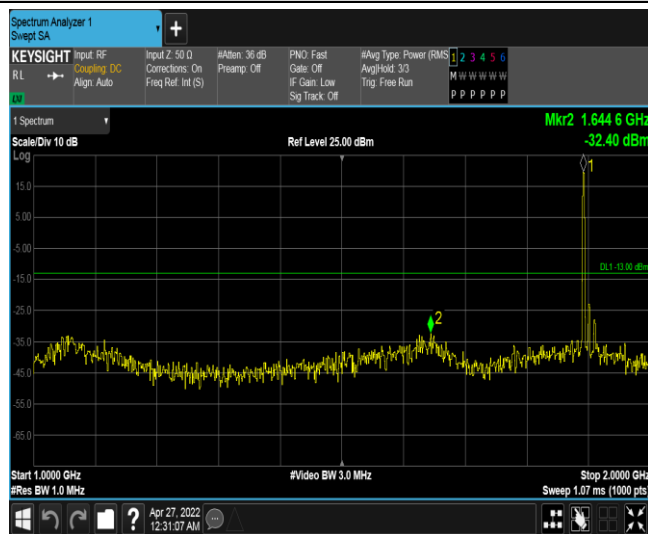 Spectrum Analyzer 1
Swept SA
+
KEYSIGHT
RL
LXI
Input: RF
Coupling: DC
Align: Auto
Input Z: 50 Ω
Corrections: On
Freq Ref: Int (S)
#Atten: 36 dB
Preamp: Off
PNO: Fast
Gate: Off
IF Gain: Low
Sig Track: Off
#Avg Type: Power (RMS
Avg|Hold: 3/3
Trig: Free Run
1 2 3 4 5 6
M W W W W W
P P P P P P
1 Spectrum
Mkr2 1.644 6 GHz
Scale/Div 10 dB
Ref Level 25.00 dBm
-32.40 dBm
Log
1
15.0
5.00
-5.00
DL1 -13.00 dBm
-15.0
-25.0
2
-35.0
-45.0
-55.0
-65.0
Start 1.0000 GHz
#Video BW 3.0 MHz
Stop 2.0000 GHz
#Res BW 1.0 MHz
Sweep 1.07 ms (1000 pts)
?
Apr 27, 2022
12:31:07 AM